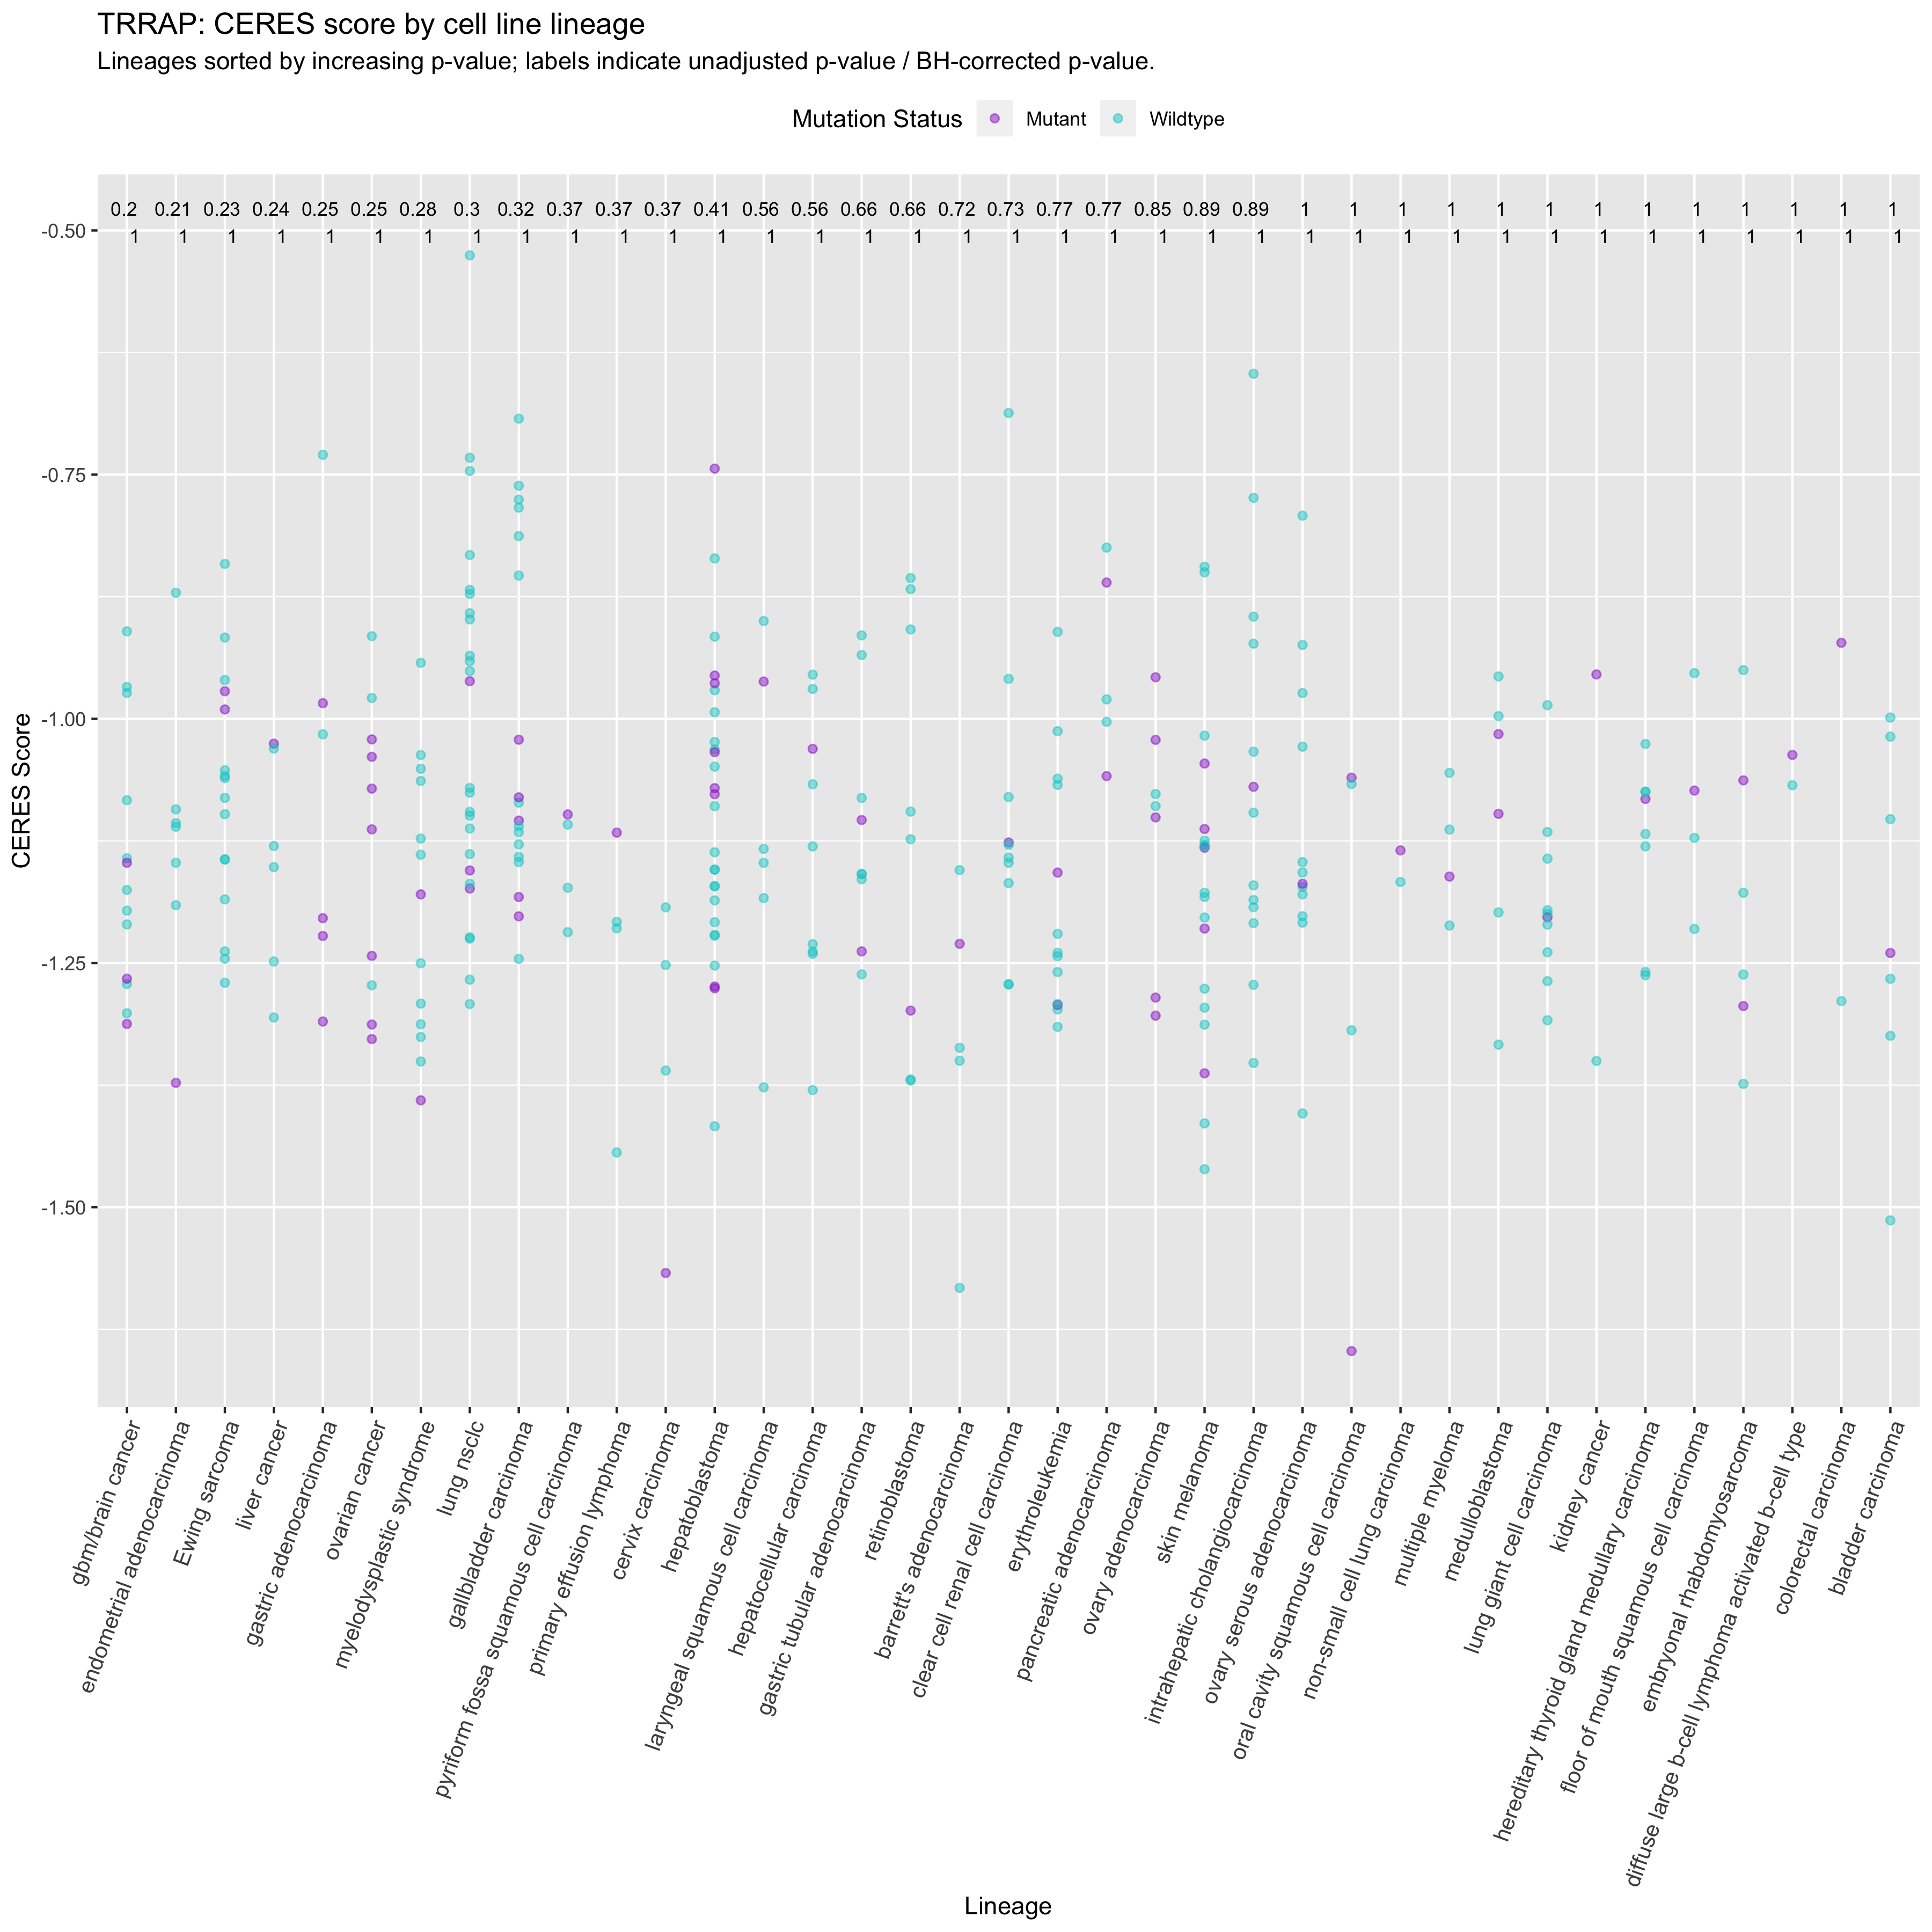 TRRAP: CERES score by cell line lineage
Lineages sorted by increasing p-value; labels indicate unadjusted p-value / BH-corrected p-value.
Mutation Status Mutant Wildtype
0.2 0.21 0.23 0.24 0.25 0.25 0.28 0.3 0.32 0.37 0.37 0.37 0.41 0.56 0.56 0.66 0.66 0.72 0.73 0.77 0.77 0.85 0.89 0.89 1 1 1 1 1 1 1 1 1 1 1 1 1
1 1 1 1 1 1 1 1 1 1 1 1 1 1 1 1 1 1 1 1 1 1 1 1 1 1 1 1 1 1 1 1 1 1 1 1 1
-0.50
-0.75
-1.00
-1.25
-1.50
CERES Score
gbm/brain cancer
endometrial adenocarcinoma
Ewing sarcoma
liver cancer
gastric adenocarcinoma
ovarian cancer
myelodysplastic syndrome
lung nsclc
gallbladder carcinoma
pyriform fossa squamous cell carcinoma
primary effusion lymphoma
cervix carcinoma
hepatoblastoma
laryngeal squamous cell carcinoma
hepatocellular carcinoma
gastric tubular adenocarcinoma
retinoblastoma
barrett's adenocarcinoma
clear cell renal cell carcinoma
erythroleukemia
pancreatic adenocarcinoma
ovary adenocarcinoma
skin melanoma
intrahepatic cholangiocarcinoma
ovary serous adenocarcinoma
oral cavity squamous cell carcinoma
non-small cell lung carcinoma
multiple myeloma
medulloblastoma
lung giant cell carcinoma
kidney cancer
hereditary thyroid gland medullary carcinoma
floor of mouth squamous cell carcinoma
embryonal rhabdomyosarcoma
diffuse large b-cell lymphoma activated b-cell type
colorectal carcinoma
bladder carcinoma
Lineage